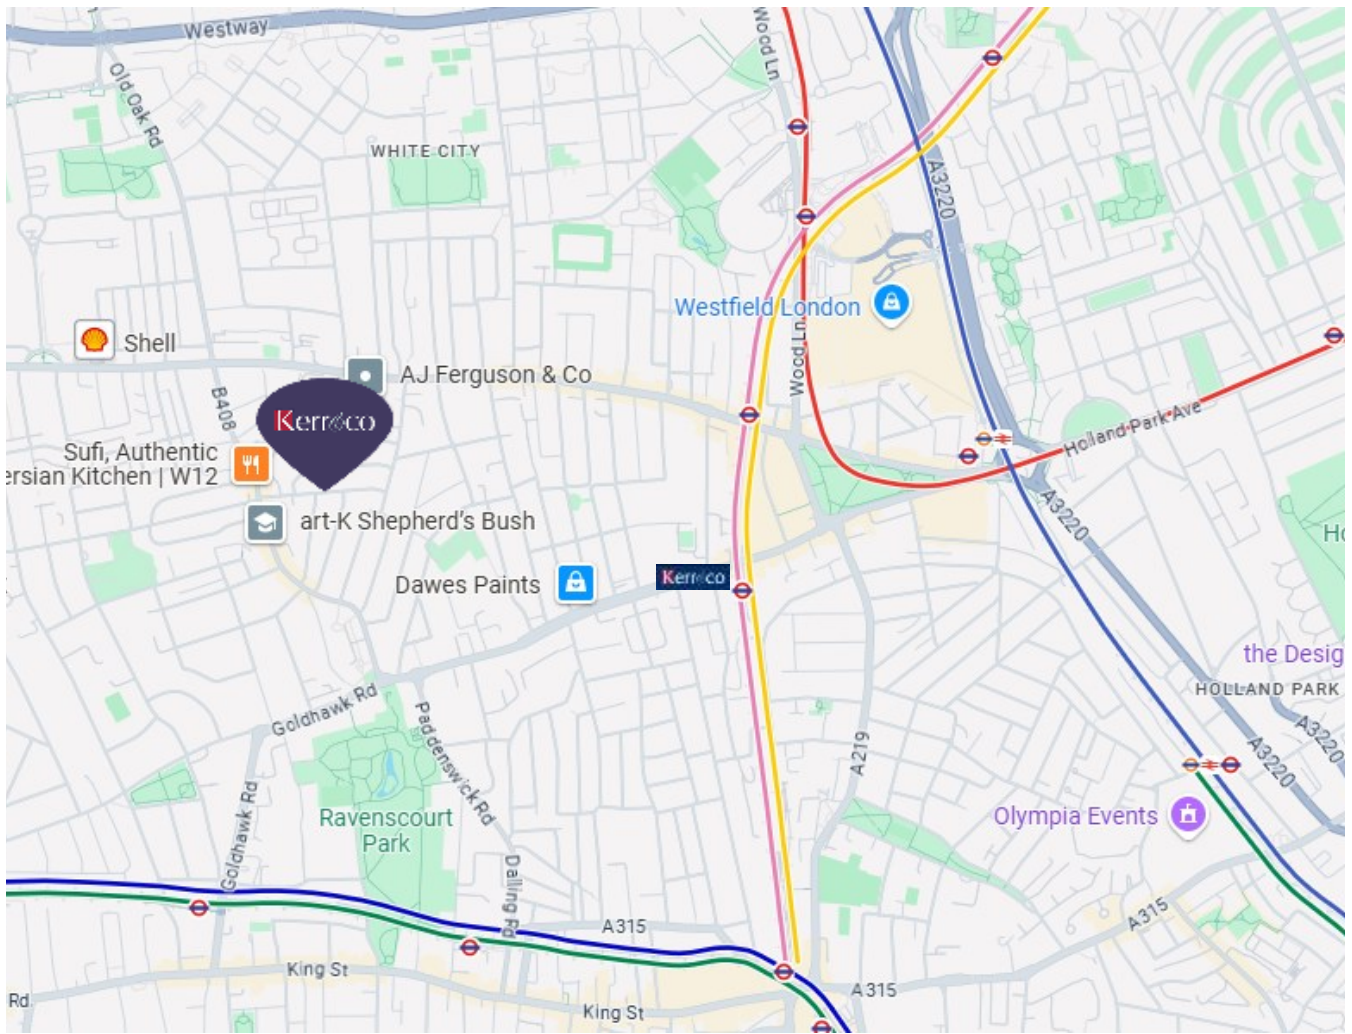 Westway
Wood Ln
Old Oak Rd
WHITE CITY
A3220
Westfield London
Shell
Wood Ln
AJ Ferguson & Co
B408
Kerr&co
Holland Park Ave
Sufi, Authentic
ersian Kitchen | W12
A3220
art-K Shepherd's Bush
Ho
Dawes Paints
Kerr&co
the Desig
HOLLAND PARK
Goldhawk Rd
Paddenswick Rd
A219
A3220
A3220
Goldhawk Rd
Ravenscourt
Park
Olympia Events
Dalling Rd
A315
A315
King St
A315
Rd
King St